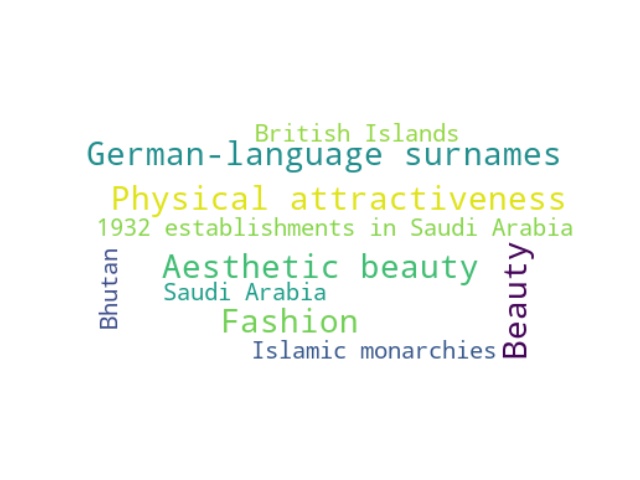 British Islands
German-language surnames
Physical attractiveness
1932 establishments in Saudi Arabia
Bhutan
Aesthetic beauty
Beauty
Saudi Arabia
Fashion
Islamic monarchies